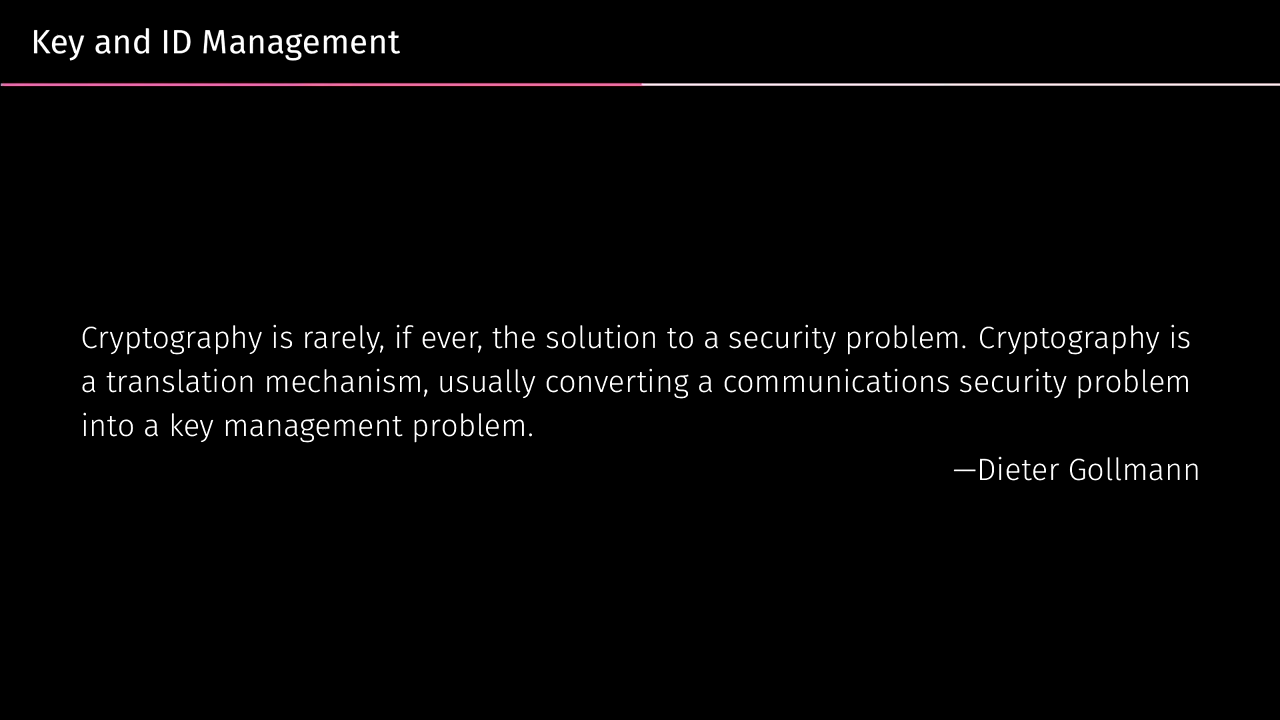 Key and ID Management
Cryptography is rarely, if ever, the solution to a security problem. Cryptography is
a translation mechanism, usually converting a communications security problem
into a key management problem.
—Dieter Gollmann